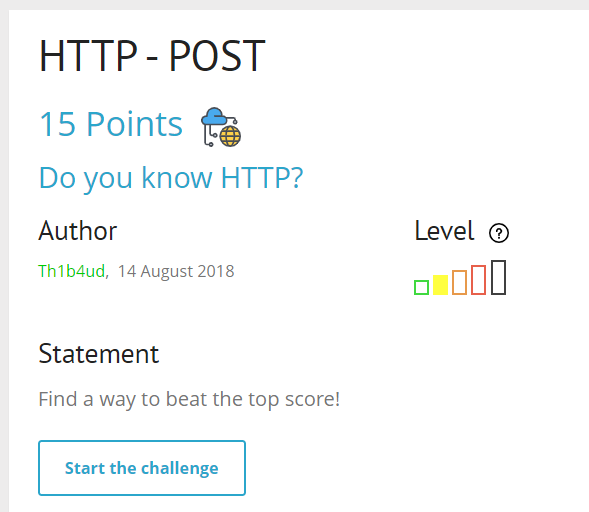 HTTP - POST
15 Points
Do you know HTTP?
Author
Level ?
Th1b4ud, 14 August 2018
Statement
Find a way to beat the top score!
Start the challenge